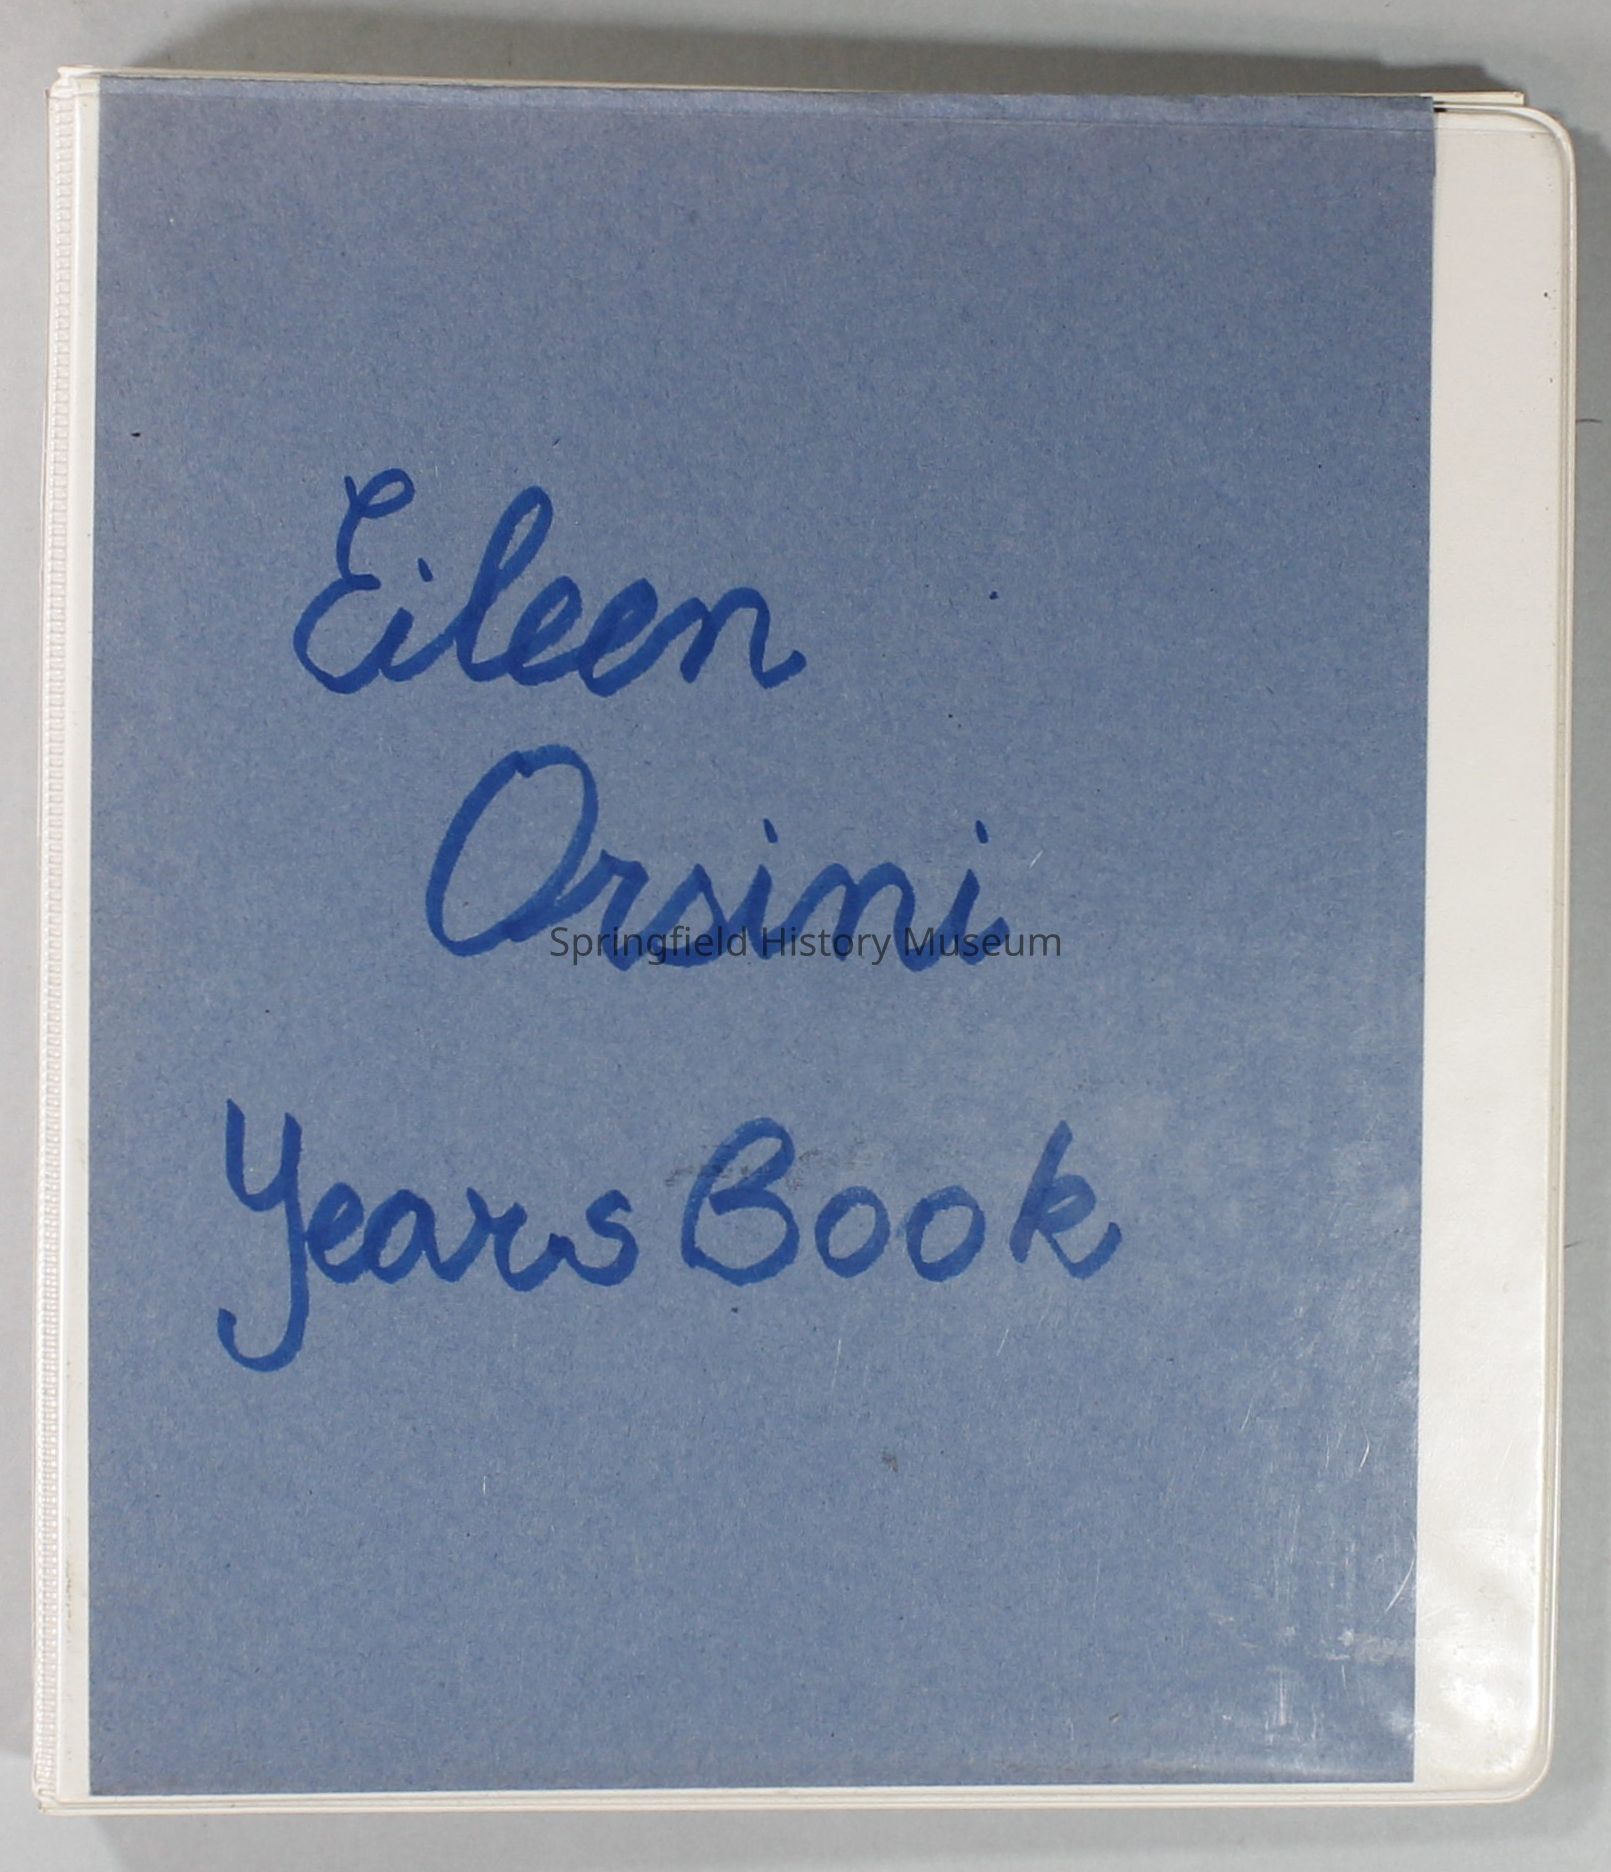 Eileen
Orsini
Springfield History Museum
Years Book